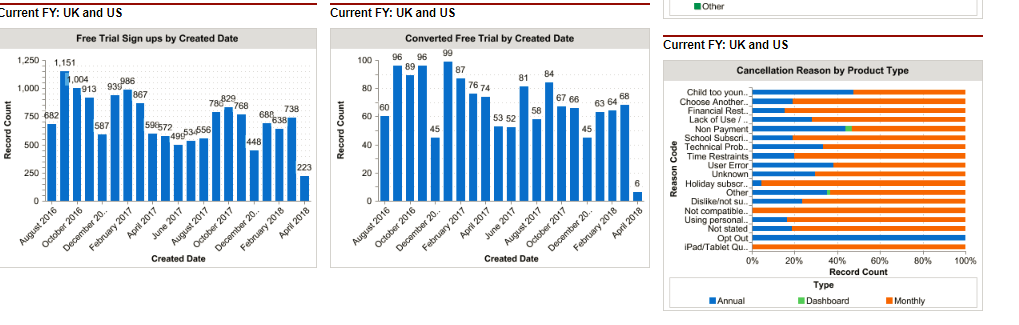 Current FY: UK and US
Free Trial Sign ups by Created Date
Record Count
1,250
1,000
750
500
250
0
682
1,151
1,004
913
587
939
986
867
572
499
534
556
786
829
768
448
688
638
738
223
August 2016
October 2016
December 20..
February 2017
April 2017
June 2017
August 2017
October 2017
December 20..
February 2018
April 2018
Created Date
Current FY: UK and US
Converted Free Trial by Created Date
Record Count
100
80
60
40
20
0
60
96
89
96
45
99
87
76
74
53
52
81
58
84
67
66
45
63
64
68
6
August 2016
October 2016
December 20..
February 2017
April 2017
June 2017
August 2017
October 2017
December 20..
February 2018
April 2018
Created Date
Other
Current FY: UK and US
Cancellation Reason by Product Type
Reason Code
Child too youn..
Choose Another..
Financial Rest..
Lack of Use / ..
Non Payment
School Subscri..
Technical Prob..
Time Restraints
User Error
Unknown
Holiday subscr..
Other
Dislike/not su..
Not compatible..
Using personal..
Not stated
Opt Out
iPad/Tablet Qu..
0%
20%
40%
60%
80%
100%
Record Count
Type
Annual
Dashboard
Monthly